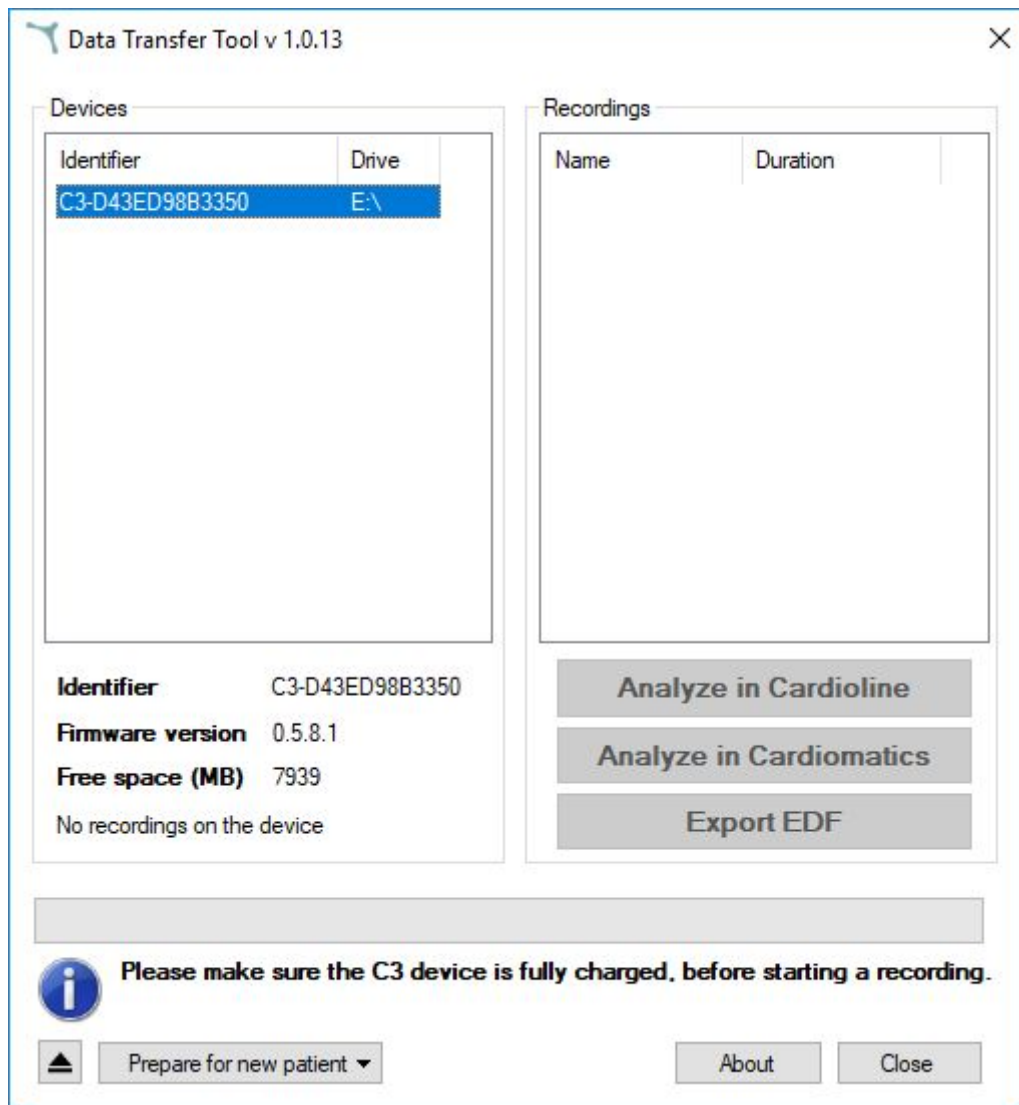 Data Transfer Tool v 1.0.13
Devices
Identifier Drive
C3-D43ED98B3350 E:\
Identifier C3-D43ED98B3350
Firmware version 0.5.8.1
Free space (MB) 7939
No recordings on the device
Recordings
Name Duration
Analyze in Cardioline
Analyze in Cardiomatics
Export EDF
Please make sure the C3 device is fully charged, before starting a recording.
Prepare for new patient
About
Close